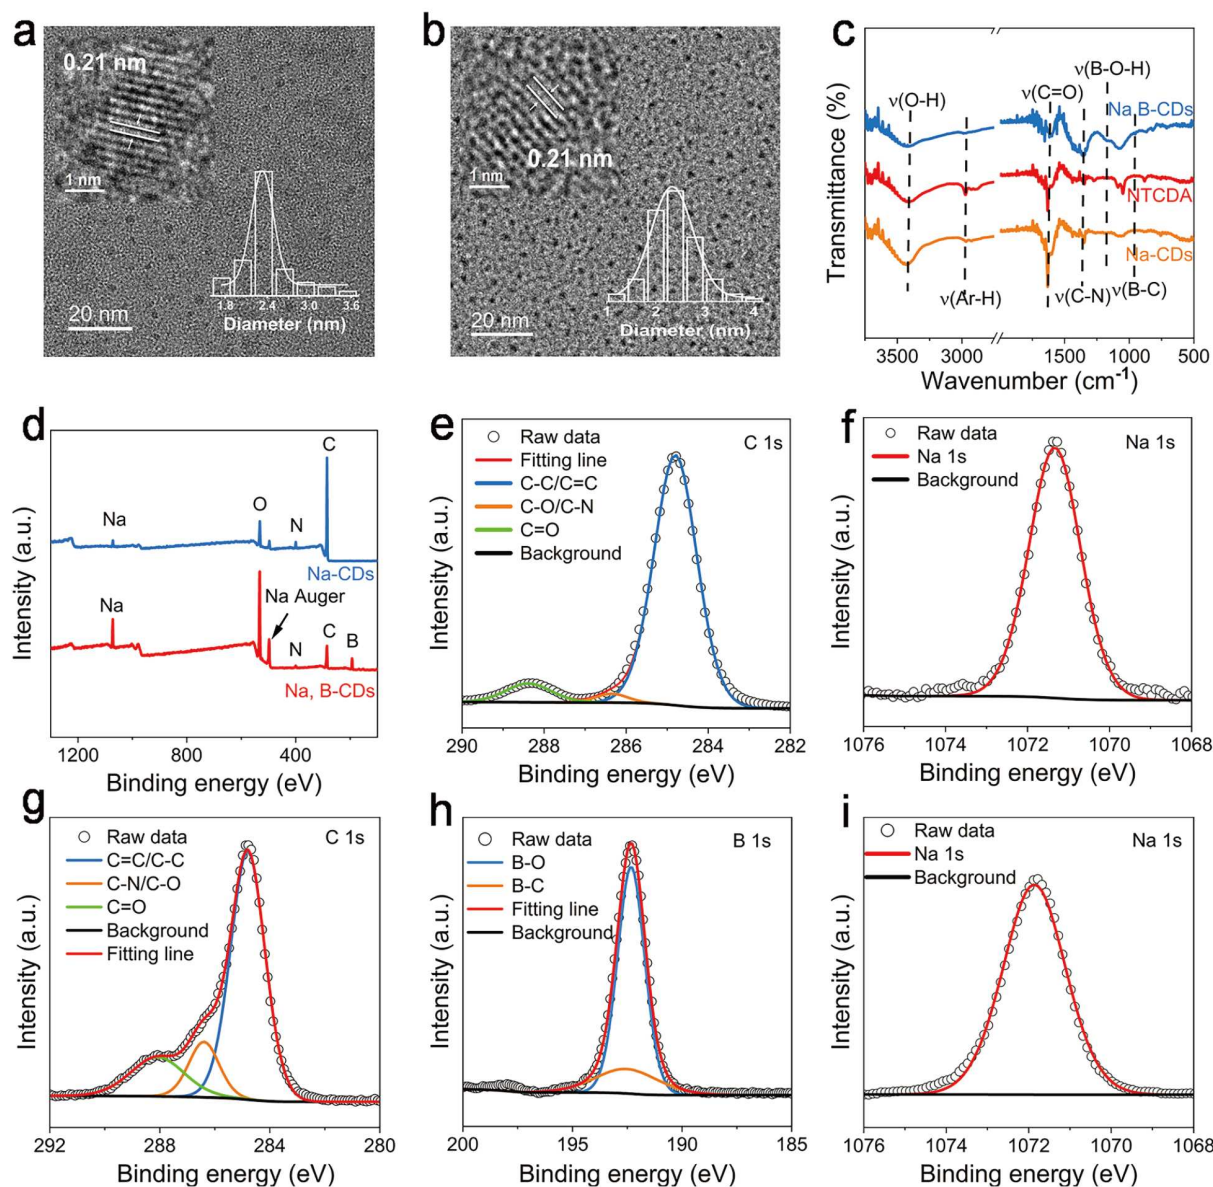 a
0.21 nm
1 nm
20 nm
1.8 2.4 3.0 3.6
Diameter (nm)
b
0.21 nm
1 nm
20 nm
1 2 3 4
Diameter (nm)
c
Transmittance (%)
ν(O-H)
ν(C=O)
ν(B-O-H)
Na,B-CDs
NTCDA
Na-CDs
ν(Ar-H)
ν(C-N)
ν(B-C)
3500 3000 1500 1000 500
Wavenumber (cm⁻¹)
d
Intensity (a.u.)
Na
O
N
C
Na-CDs
Na
Na Auger
N
C
B
Na, B-CDs
1200 800 400
Binding energy (eV)
e
C 1s
Raw data
Fitting line
C-C/C=C
C-O/C-N
C=O
Background
Intensity (a.u.)
290 288 286 284 282
Binding energy (eV)
f
Na 1s
Raw data
Na 1s
Background
Intensity (a.u.)
1076 1074 1072 1070 1068
Binding energy (eV)
g
C 1s
Raw data
C=C/C-C
C-N/C-O
C=O
Background
Fitting line
Intensity (a.u.)
292 288 284 280
Binding energy (eV)
h
B 1s
Raw data
B-O
B-C
Fitting line
Background
Intensity (a.u.)
200 195 190 185
Binding energy (eV)
i
Na 1s
Raw data
Na 1s
Background
Intensity (a.u.)
1076 1074 1072 1070 1068
Binding energy (eV)